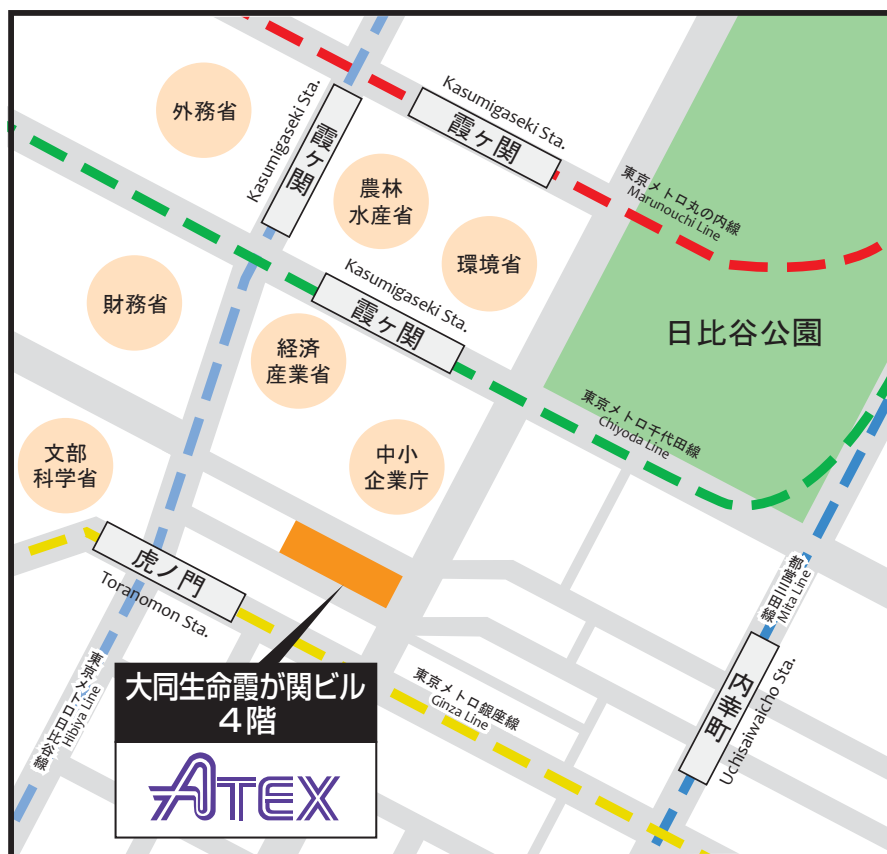 外務省
Kasumigaseki Sta.
霞ヶ関
Kasumigaseki Sta.
霞ヶ関
農林
水産省
環境省
東京メトロ丸の内線
Marunouchi Line
財務省
Kasumigaseki Sta.
霞ヶ関
経済
産業省
日比谷公園
東京メトロ千代田線
Chiyoda Line
文部
科学省
中小
企業庁
虎ノ門
Toranomon Sta.
都営三田線
Mita Line
内幸町
Uchisaiwaicho Sta.
東京メトロ日比谷線
Hibiya Line
東京メトロ銀座線
Ginza Line
大同生命霞が関ビル
4階
ATEX